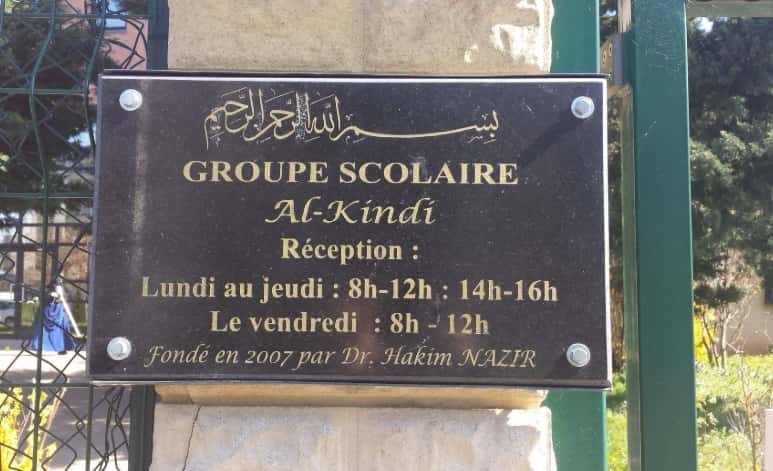 بسم الله الرحمن الرحيم
GROUPE SCOLAIRE
Al-Kindi
Réception :
Lundi au jeudi : 8h-12h : 14h-16h
Le vendredi : 8h - 12h
Fondé en 2007 par Dr. Hakim NAZIR